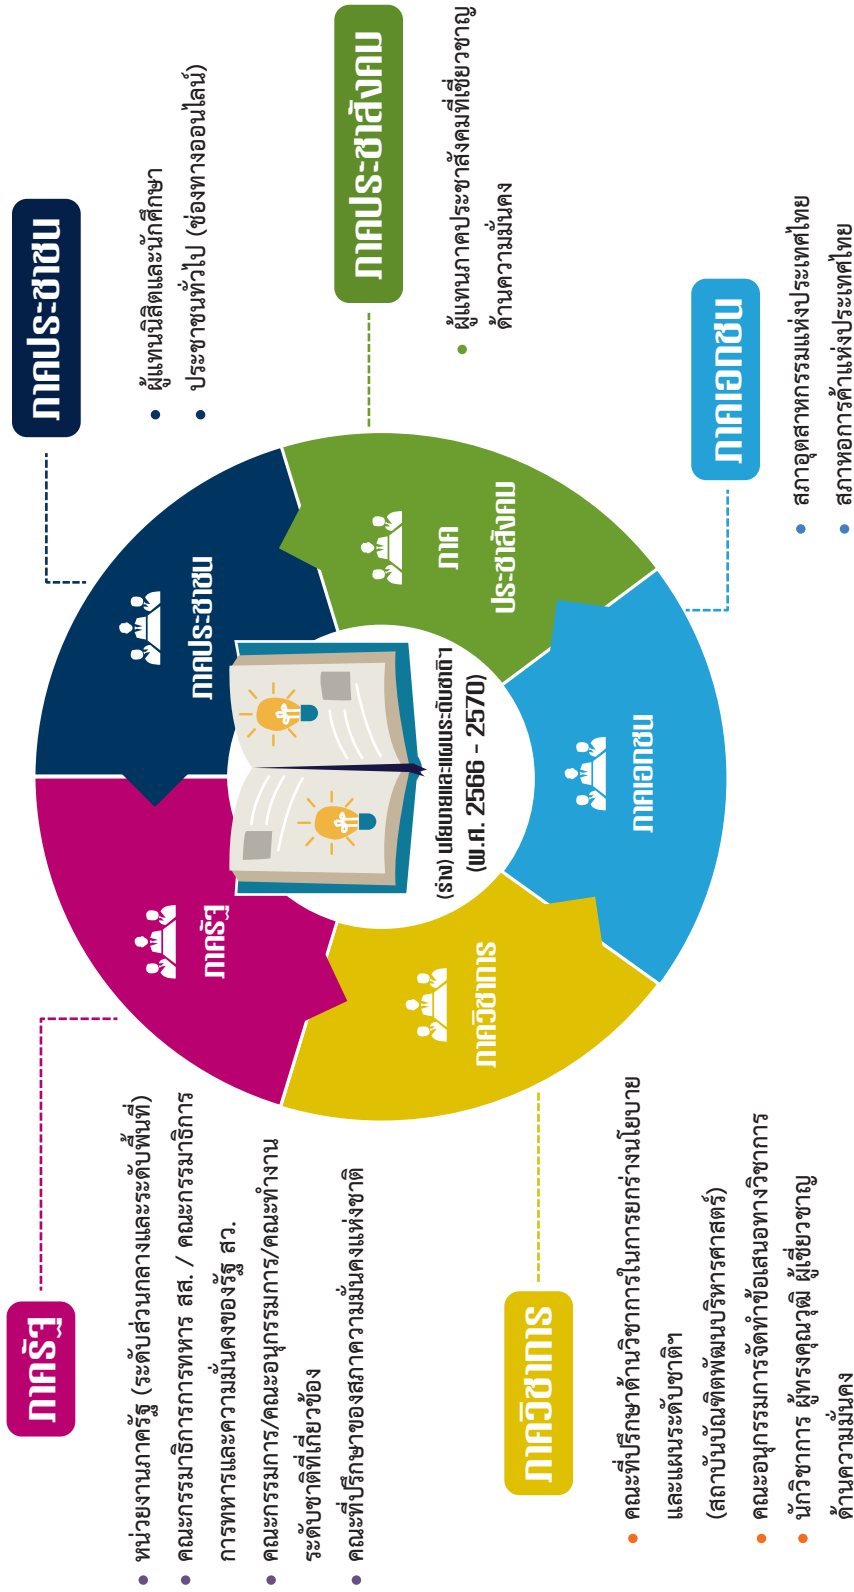 ภาครัฐ
• หน่วยงานภาครัฐ (ระดับส่วนกลางและระดับพื้นที่)
• คณะกรรมาธิการการทหาร สส. / คณะกรรมาธิการ
การทหารและความมั่นคงของรัฐ สว.
• คณะกรรมการ/คณะอนุกรรมการ/คณะทำงาน
ระดับชาติที่เกี่ยวข้อง
• คณะที่ปรึกษาของสภาความมั่นคงแห่งชาติ
ภาคประชาชน
• ผู้แทนนิสิตและนักศึกษา
• ประชาชนทั่วไป (ช่องทางออนไลน์)
ภาคประชาสังคม
• ผู้แทนภาคประชาสังคมที่เชี่ยวชาญ
ด้านความมั่นคง
ภาครัฐ
ภาคประชาชน
ภาค
ประชาสังคม
ภาควิชาการ
ภาคเอกชน
(ร่าง) นโยบายและแผนระดับชาติฯ
(พ.ศ. 2566 - 2570)
ภาควิชาการ
• คณะที่ปรึกษาด้านวิชาการในการยกร่างนโยบาย
และแผนระดับชาติฯ
(สถาบันบัณฑิตพัฒนบริหารศาสตร์)
• คณะอนุกรรมการจัดทำข้อเสนอทางวิชาการ
• นักวิชาการ ผู้ทรงคุณวุฒิ ผู้เชี่ยวชาญ
ด้านความมั่นคง
ภาคเอกชน
• สภาอุตสาหกรรมแห่งประเทศไทย
• สภาหอการค้าแห่งประเทศไทย